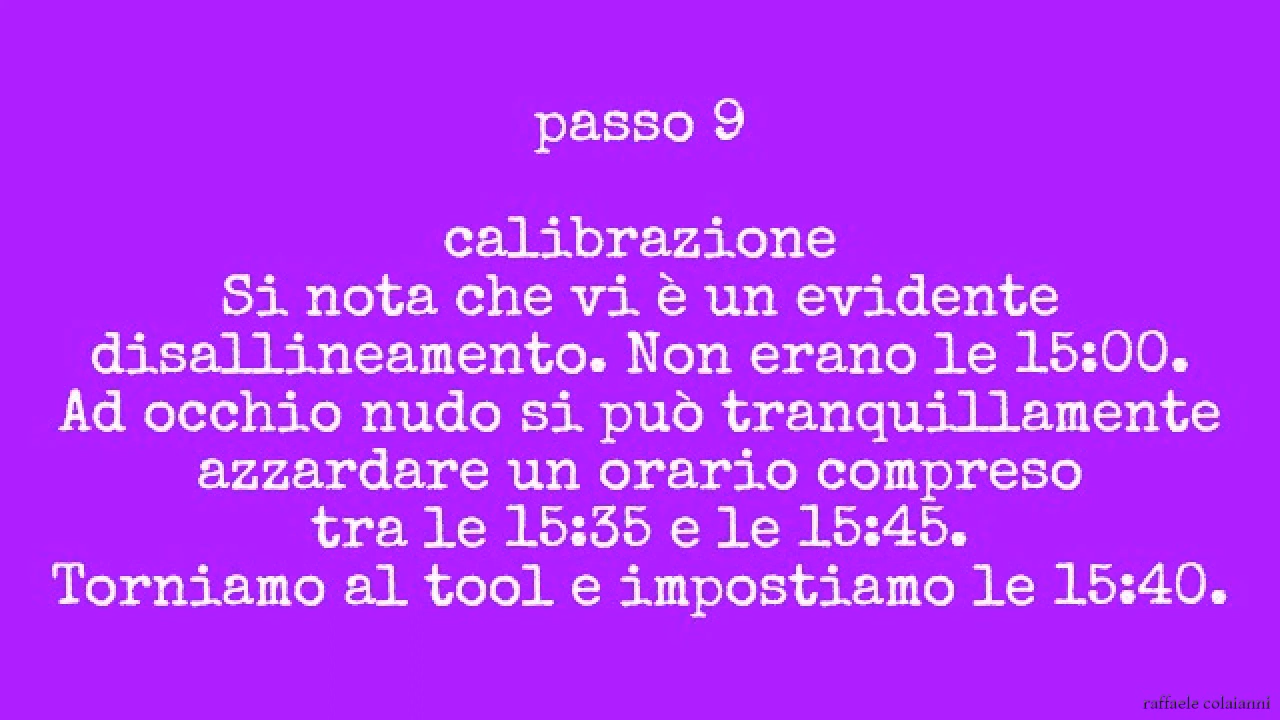 passo 9
calibrazione
Si nota che vi è un evidente
disallineamento. Non erano le 15:00.
Ad occhio nudo si può tranquillamente
azzardare un orario compreso
tra le 15:35 e le 15:45.
Torniamo al tool e impostiamo le 15:40.
raffaele colaianni